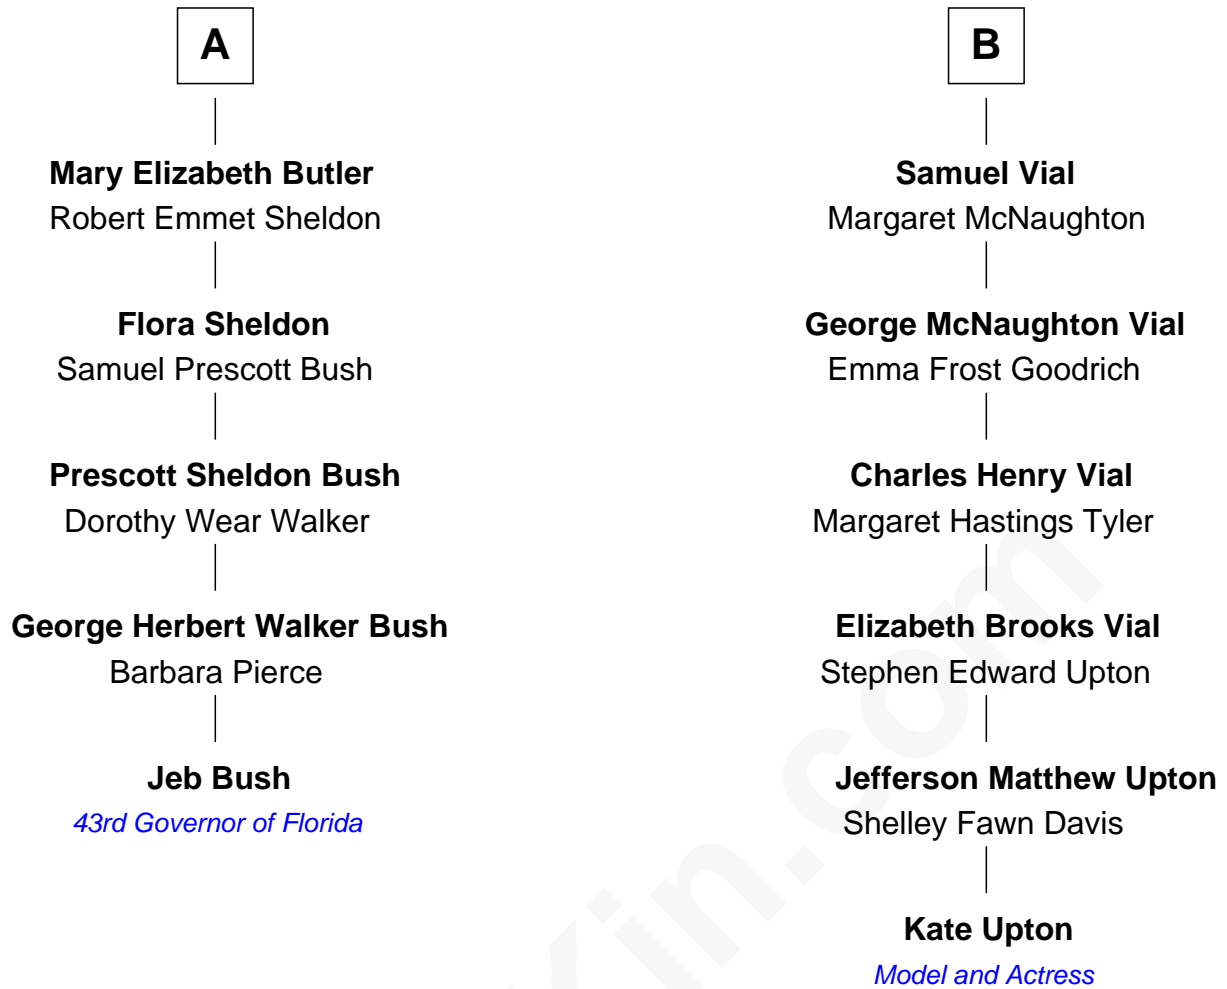 A
Mary Elizabeth Butler
Robert Emmet Sheldon
Flora Sheldon
Samuel Prescott Bush
Prescott Sheldon Bush
Dorothy Wear Walker
George Herbert Walker Bush
Barbara Pierce
Jeb Bush
43rd Governor of Florida
B
Samuel Vial
Margaret McNaughton
George McNaughton Vial
Emma Frost Goodrich
Charles Henry Vial
Margaret Hastings Tyler
Elizabeth Brooks Vial
Stephen Edward Upton
Jefferson Matthew Upton
Shelley Fawn Davis
Kate Upton
Model and Actress
Kin.com